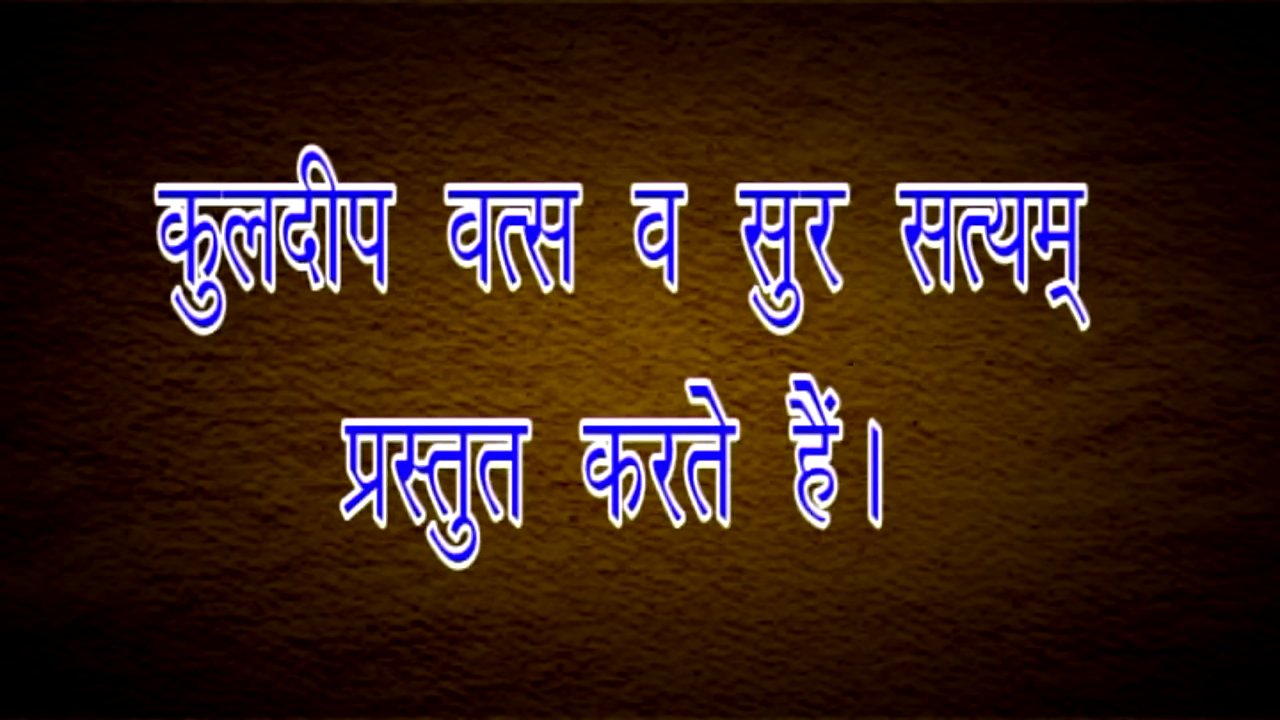 कुलदीप वत्स व सुर सत्यम्
प्रस्तुत करते हैं।